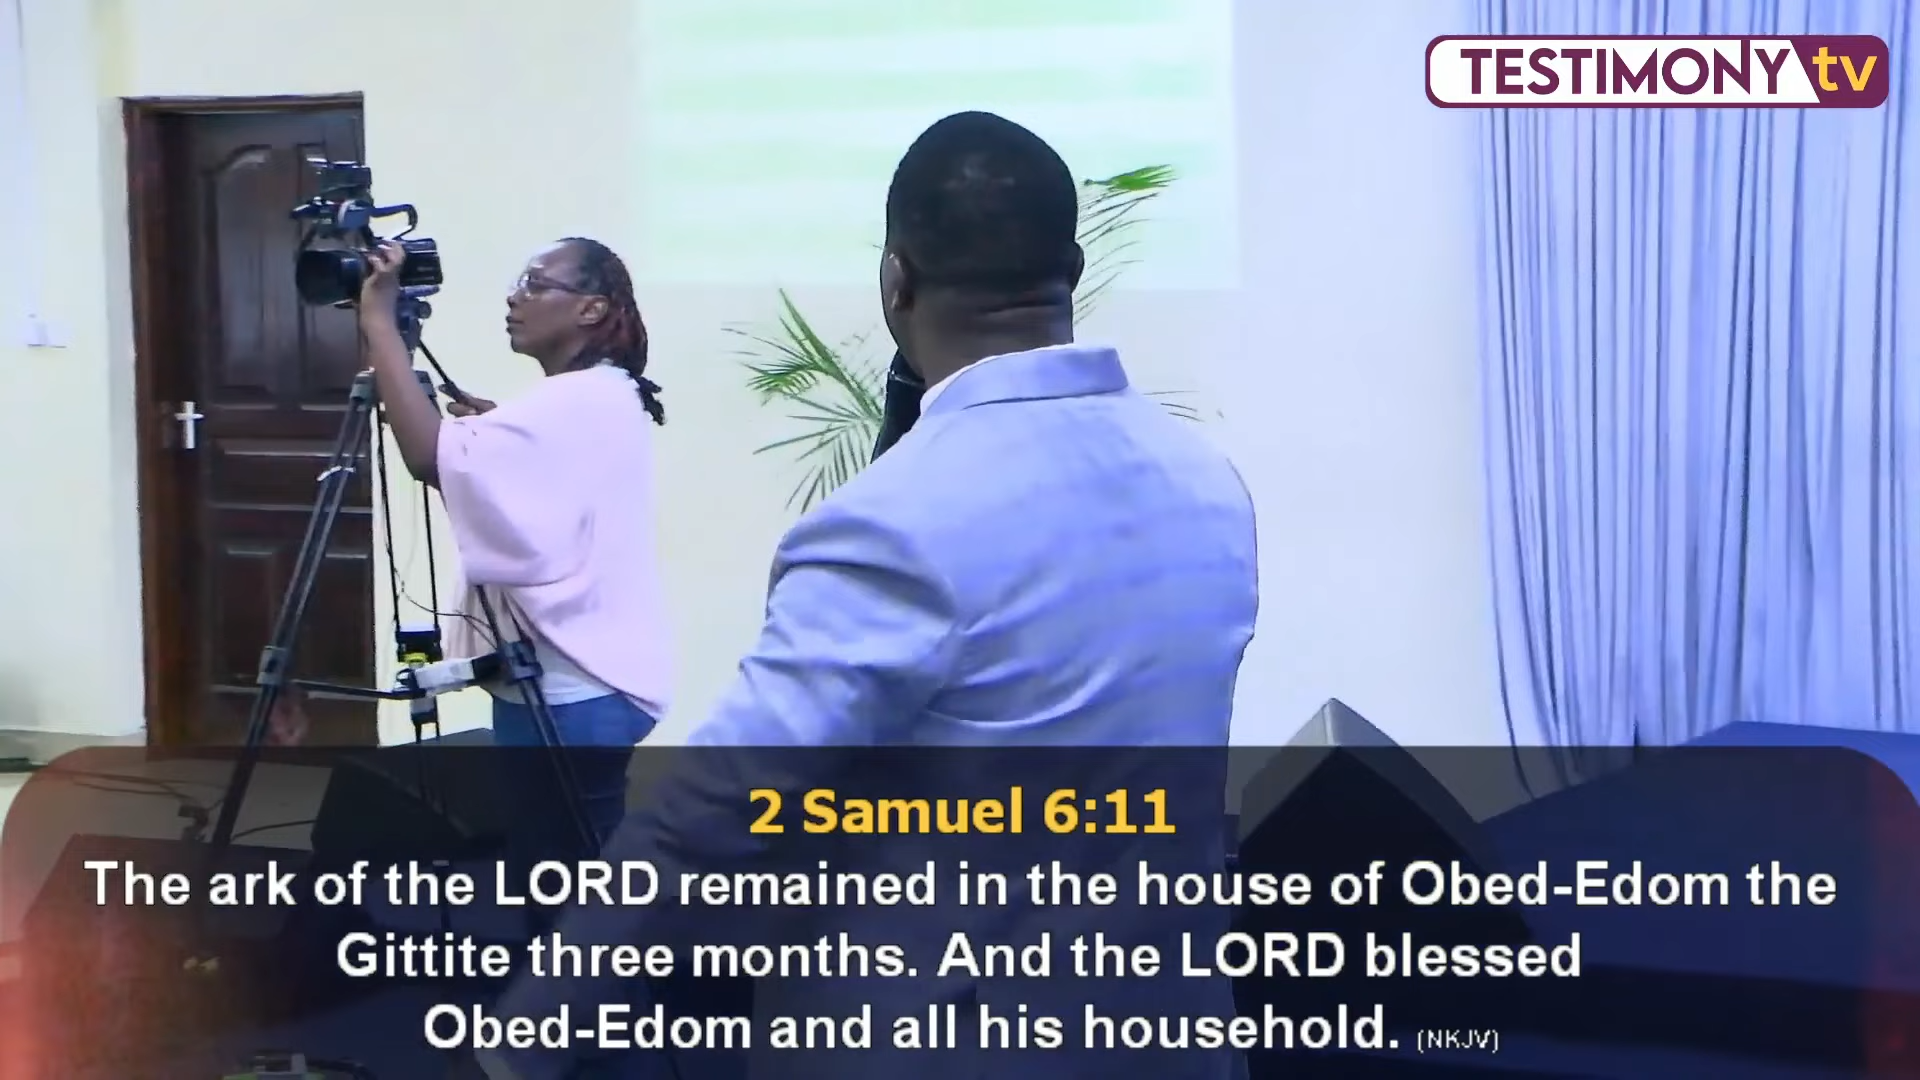 TESTIMONY tv
2 Samuel 6:11
The ark of the LORD remained in the house of Obed-Edom the
Gittite three months. And the LORD blessed
Obed-Edom and all his household. (NKJV)